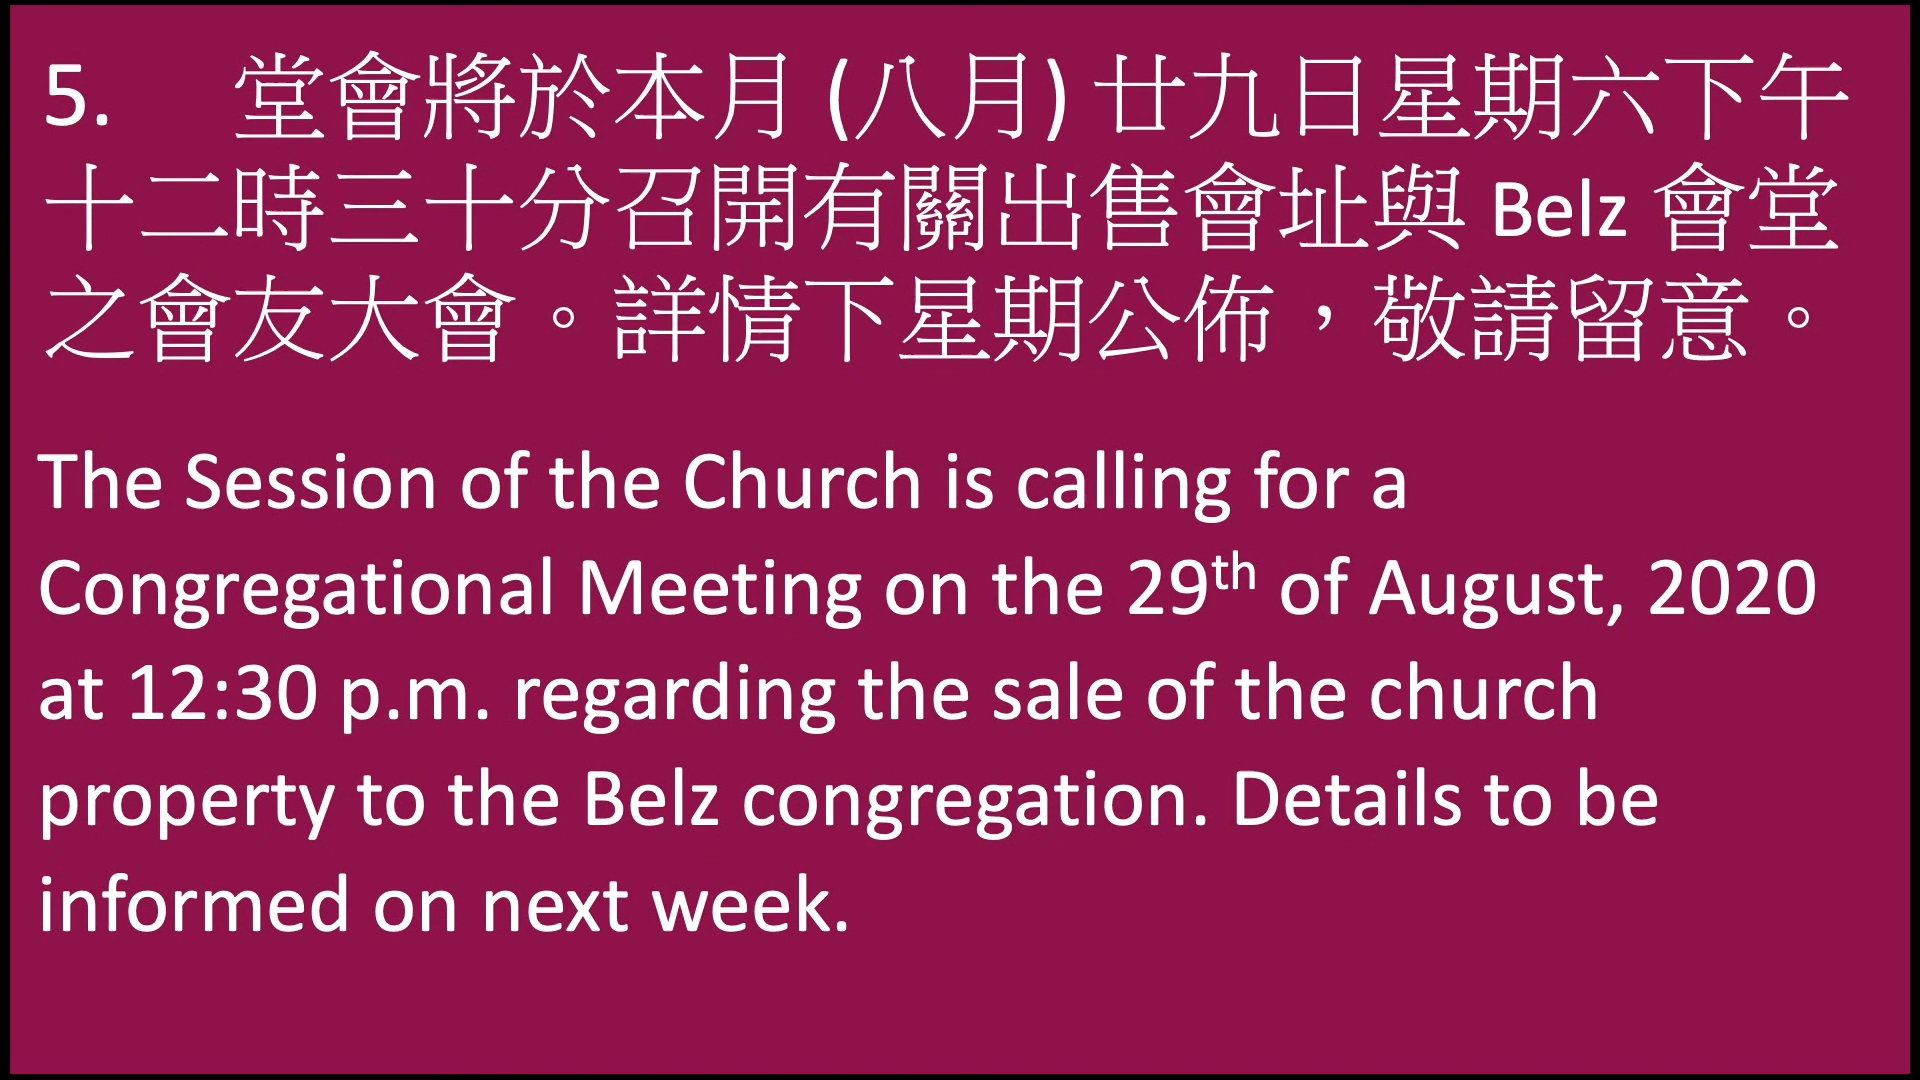 5. 堂會將於本月 (八月) 廿九日星期六下午
十二時三十分召開有關出售會址與 Belz 會堂
之會友大會。詳情下星期公佈，敬請留意。
The Session of the Church is calling for a
Congregational Meeting on the 29th of August, 2020
at 12:30 p.m. regarding the sale of the church
property to the Belz congregation. Details to be
informed on next week.